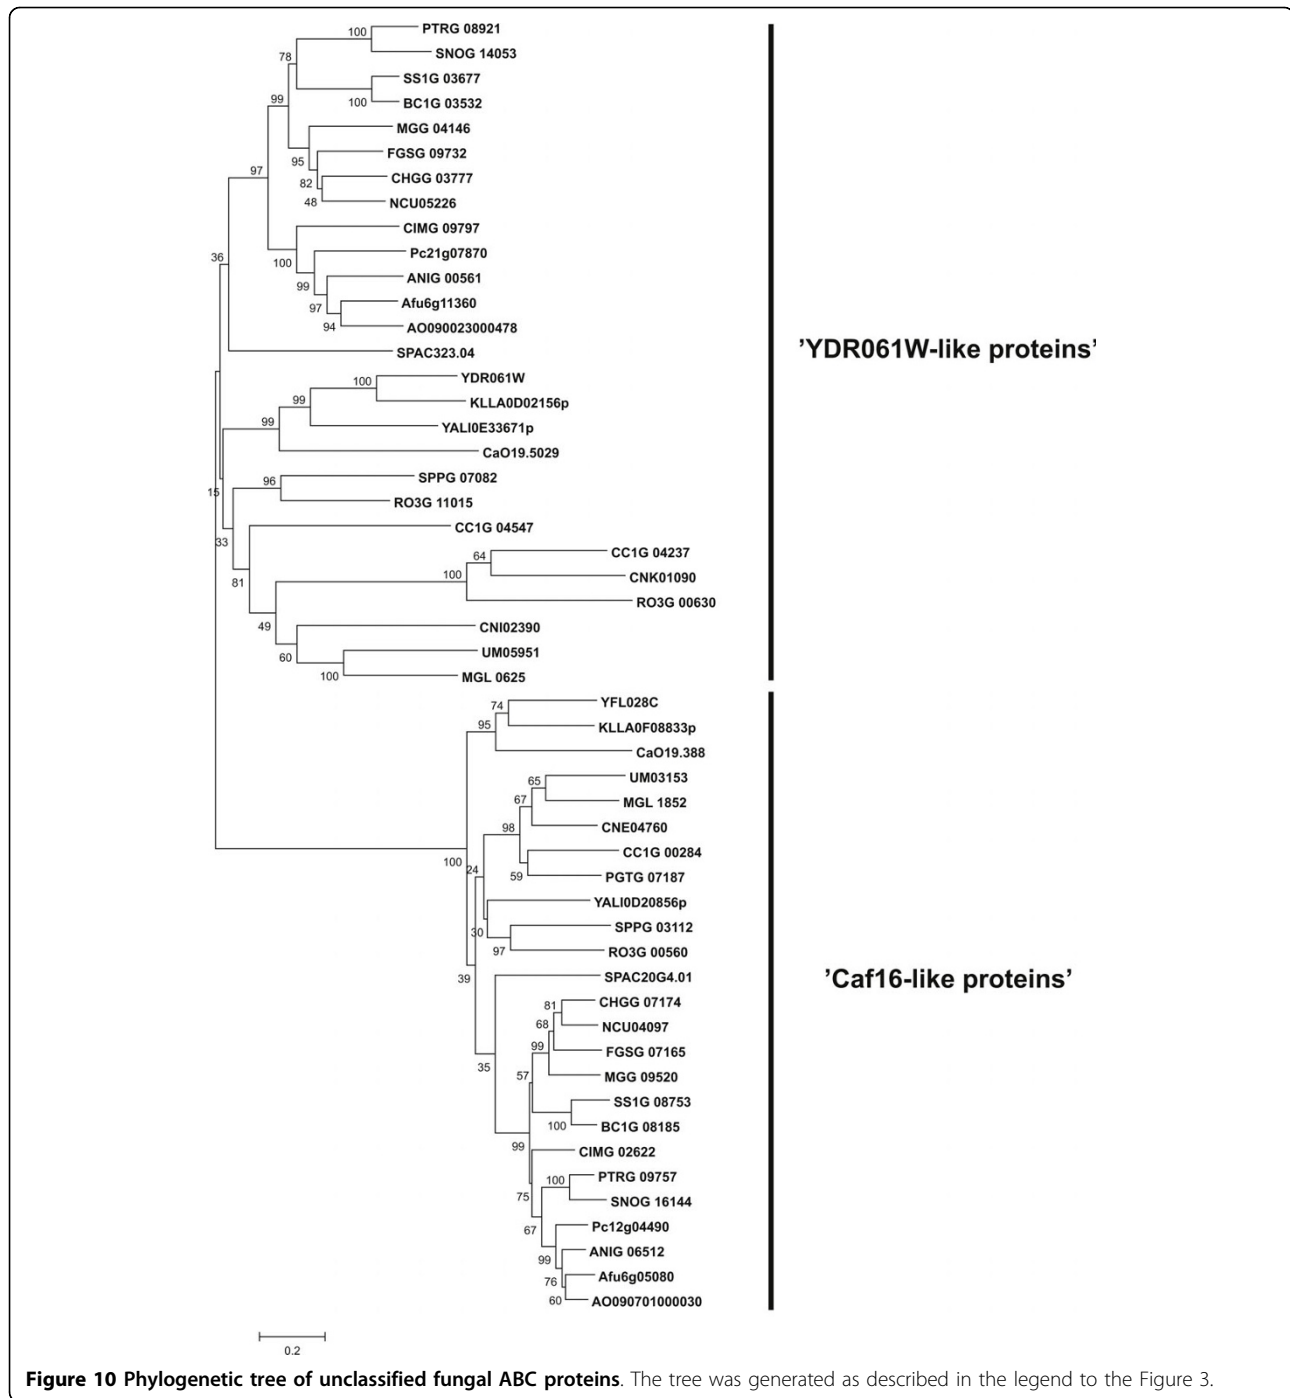 100 PTRG 08921
SNOG 14053
78
SS1G 03677
100 BC1G 03532
99
MGG 04146
95 FGSG 09732
82 CHGG 03777
48 NCU05226
97
CIMG 09797
100 Pc21g07870
99 ANIG 00561
97 Afu6g11360
94 AO090023000478
36
SPAC323.04
’YDR061W-like proteins’
100 YDR061W
KLLA0D02156p
99
YALI0E33671p
99
CaO19.5029
SPPG 07082
96
RO3G 11015
15
CC1G 04547
33
64 CC1G 04237
CNK01090
100
RO3G 00630
81
CNI02390
49
UM05951
60
100 MGL 0625
74 YFL028C
KLLA0F08833p
95
CaO19.388
UM03153
65
MGL 1852
67
CNE04760
98
CC1G 00284
59 PGTG 07187
100
24
YALI0D20856p
SPPG 03112
30
97 RO3G 00560
39
SPAC20G4.01
’Caf16-like proteins’
CHGG 07174
81
NCU04097
68
FGSG 07165
99
MGG 09520
35
57
SS1G 08753
100 BC1G 08185
99
CIMG 02622
PTRG 09757
100
SNOG 16144
75
Pc12g04490
67
ANIG 06512
99
Afu6g05080
76
60 AO090701000030
0.2
Figure 10 Phylogenetic tree of unclassified fungal ABC proteins. The tree was generated as described in the legend to the Figure 3.